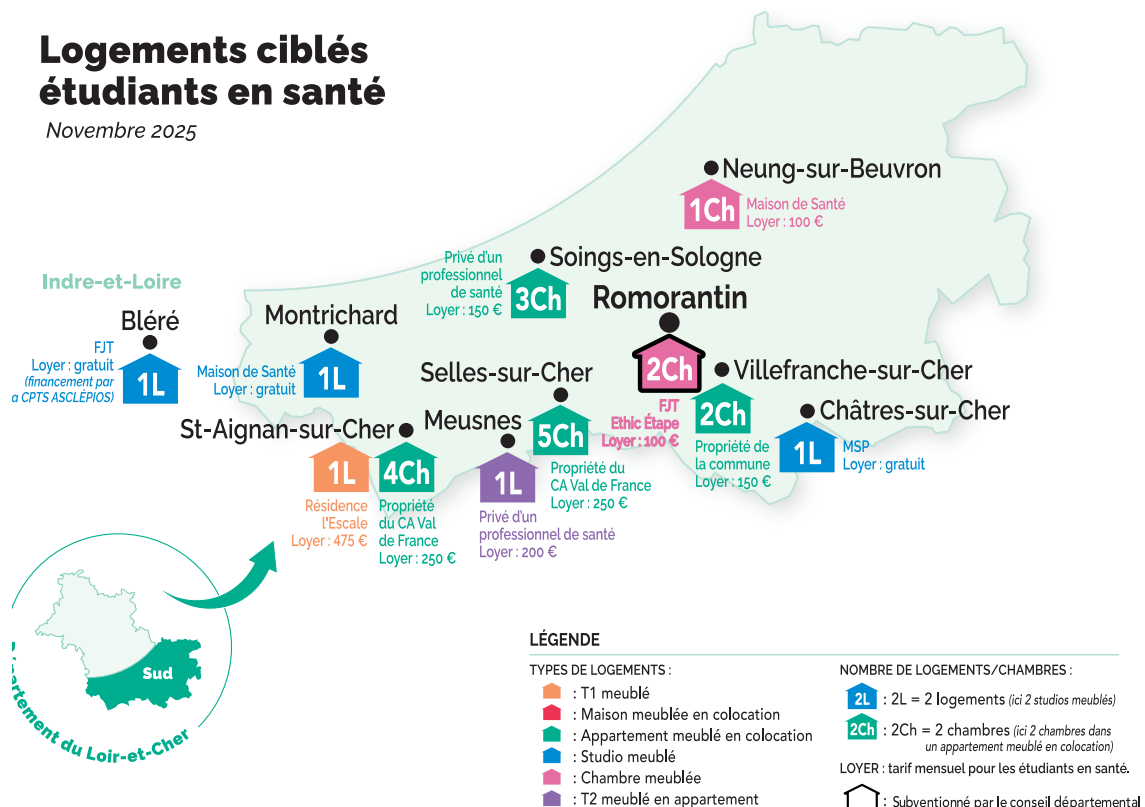 Logements ciblés
étudiants en santé
Novembre 2025
Neung-sur-Beuvron
1Ch
Maison de Santé
Loyer : 100 €
Soings-en-Sologne
Privé d'un
professionnel
de santé
Loyer : 150 €
3Ch
Indre-et-Loire
Bléré
FJT
Loyer : gratuit
(financement par
CPTS ASCLÉPIOS)
1L
Montrichard
Maison de Santé
Loyer : gratuit
1L
Romorantin
2Ch
FJT
Ethic Étape
Loyer : 100 €
Villefranche-sur-Cher
2Ch
Propriété de
la commune
Loyer : 150 €
Selles-sur-Cher
5Ch
Propriété du
CA Val de France
Loyer : 250 €
Châtres-sur-Cher
1L
MSP
Loyer : gratuit
St-Aignan-sur-Cher
1L
Résidence
l'Escale
Loyer : 475 €
4Ch
Propriété
du CA Val
de France
Loyer : 250 €
Meusnes
1L
Privé d'un
professionnel de santé
Loyer : 200 €
Sud
du Loir-et-Cher
LÉGENDE
TYPES DE LOGEMENTS :
: T1 meublé
: Maison meublée en colocation
: Appartement meublé en colocation
: Studio meublé
: Chambre meublée
: T2 meublé en appartement
NOMBRE DE LOGEMENTS/CHAMBRES :
2L : 2L = 2 logements (ici 2 studios meublés)
2Ch : 2Ch = 2 chambres (ici 2 chambres dans
un appartement meublé en colocation)
LOYER : tarif mensuel pour les étudiants en santé.
: Subventionné par le conseil départemental